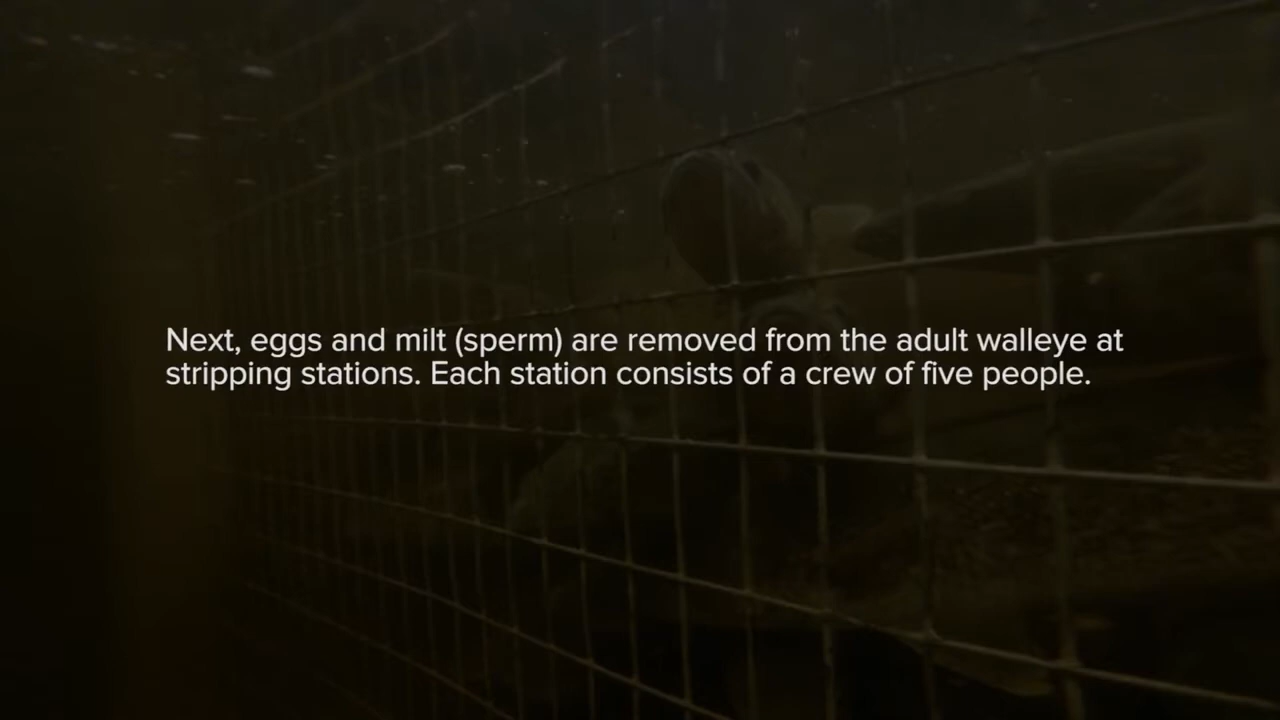 Next, eggs and milt (sperm) are removed from the adult walleye at
stripping stations. Each station consists of a crew of five people.